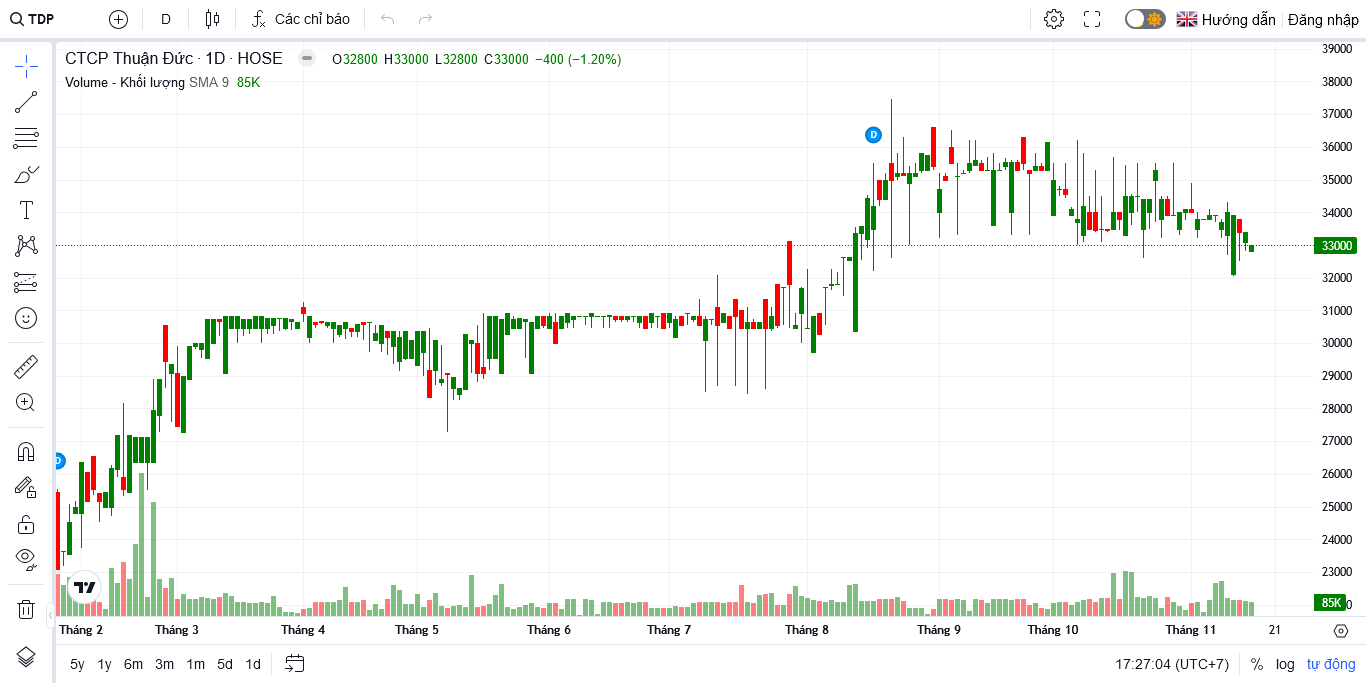 TDP D Các chỉ báo Hướng dẫn Đăng nhập
CTCP Thuận Đức · 1D · HOSE O32800 H33000 L32800 C33000 −400 (−1.20%)
Volume - Khối lượng SMA 9 85K
39000
38000
37000
D
36000
35000
34000
33000
32000
31000
30000
29000
28000
27000
D
26000
25000
24000
23000
85K 0
Tháng 2 Tháng 3 Tháng 4 Tháng 5 Tháng 6 Tháng 7 Tháng 8 Tháng 9 Tháng 10 Tháng 11 21
5y 1y 6m 3m 1m 5d 1d 17:27:04 (UTC+7) % log tự động